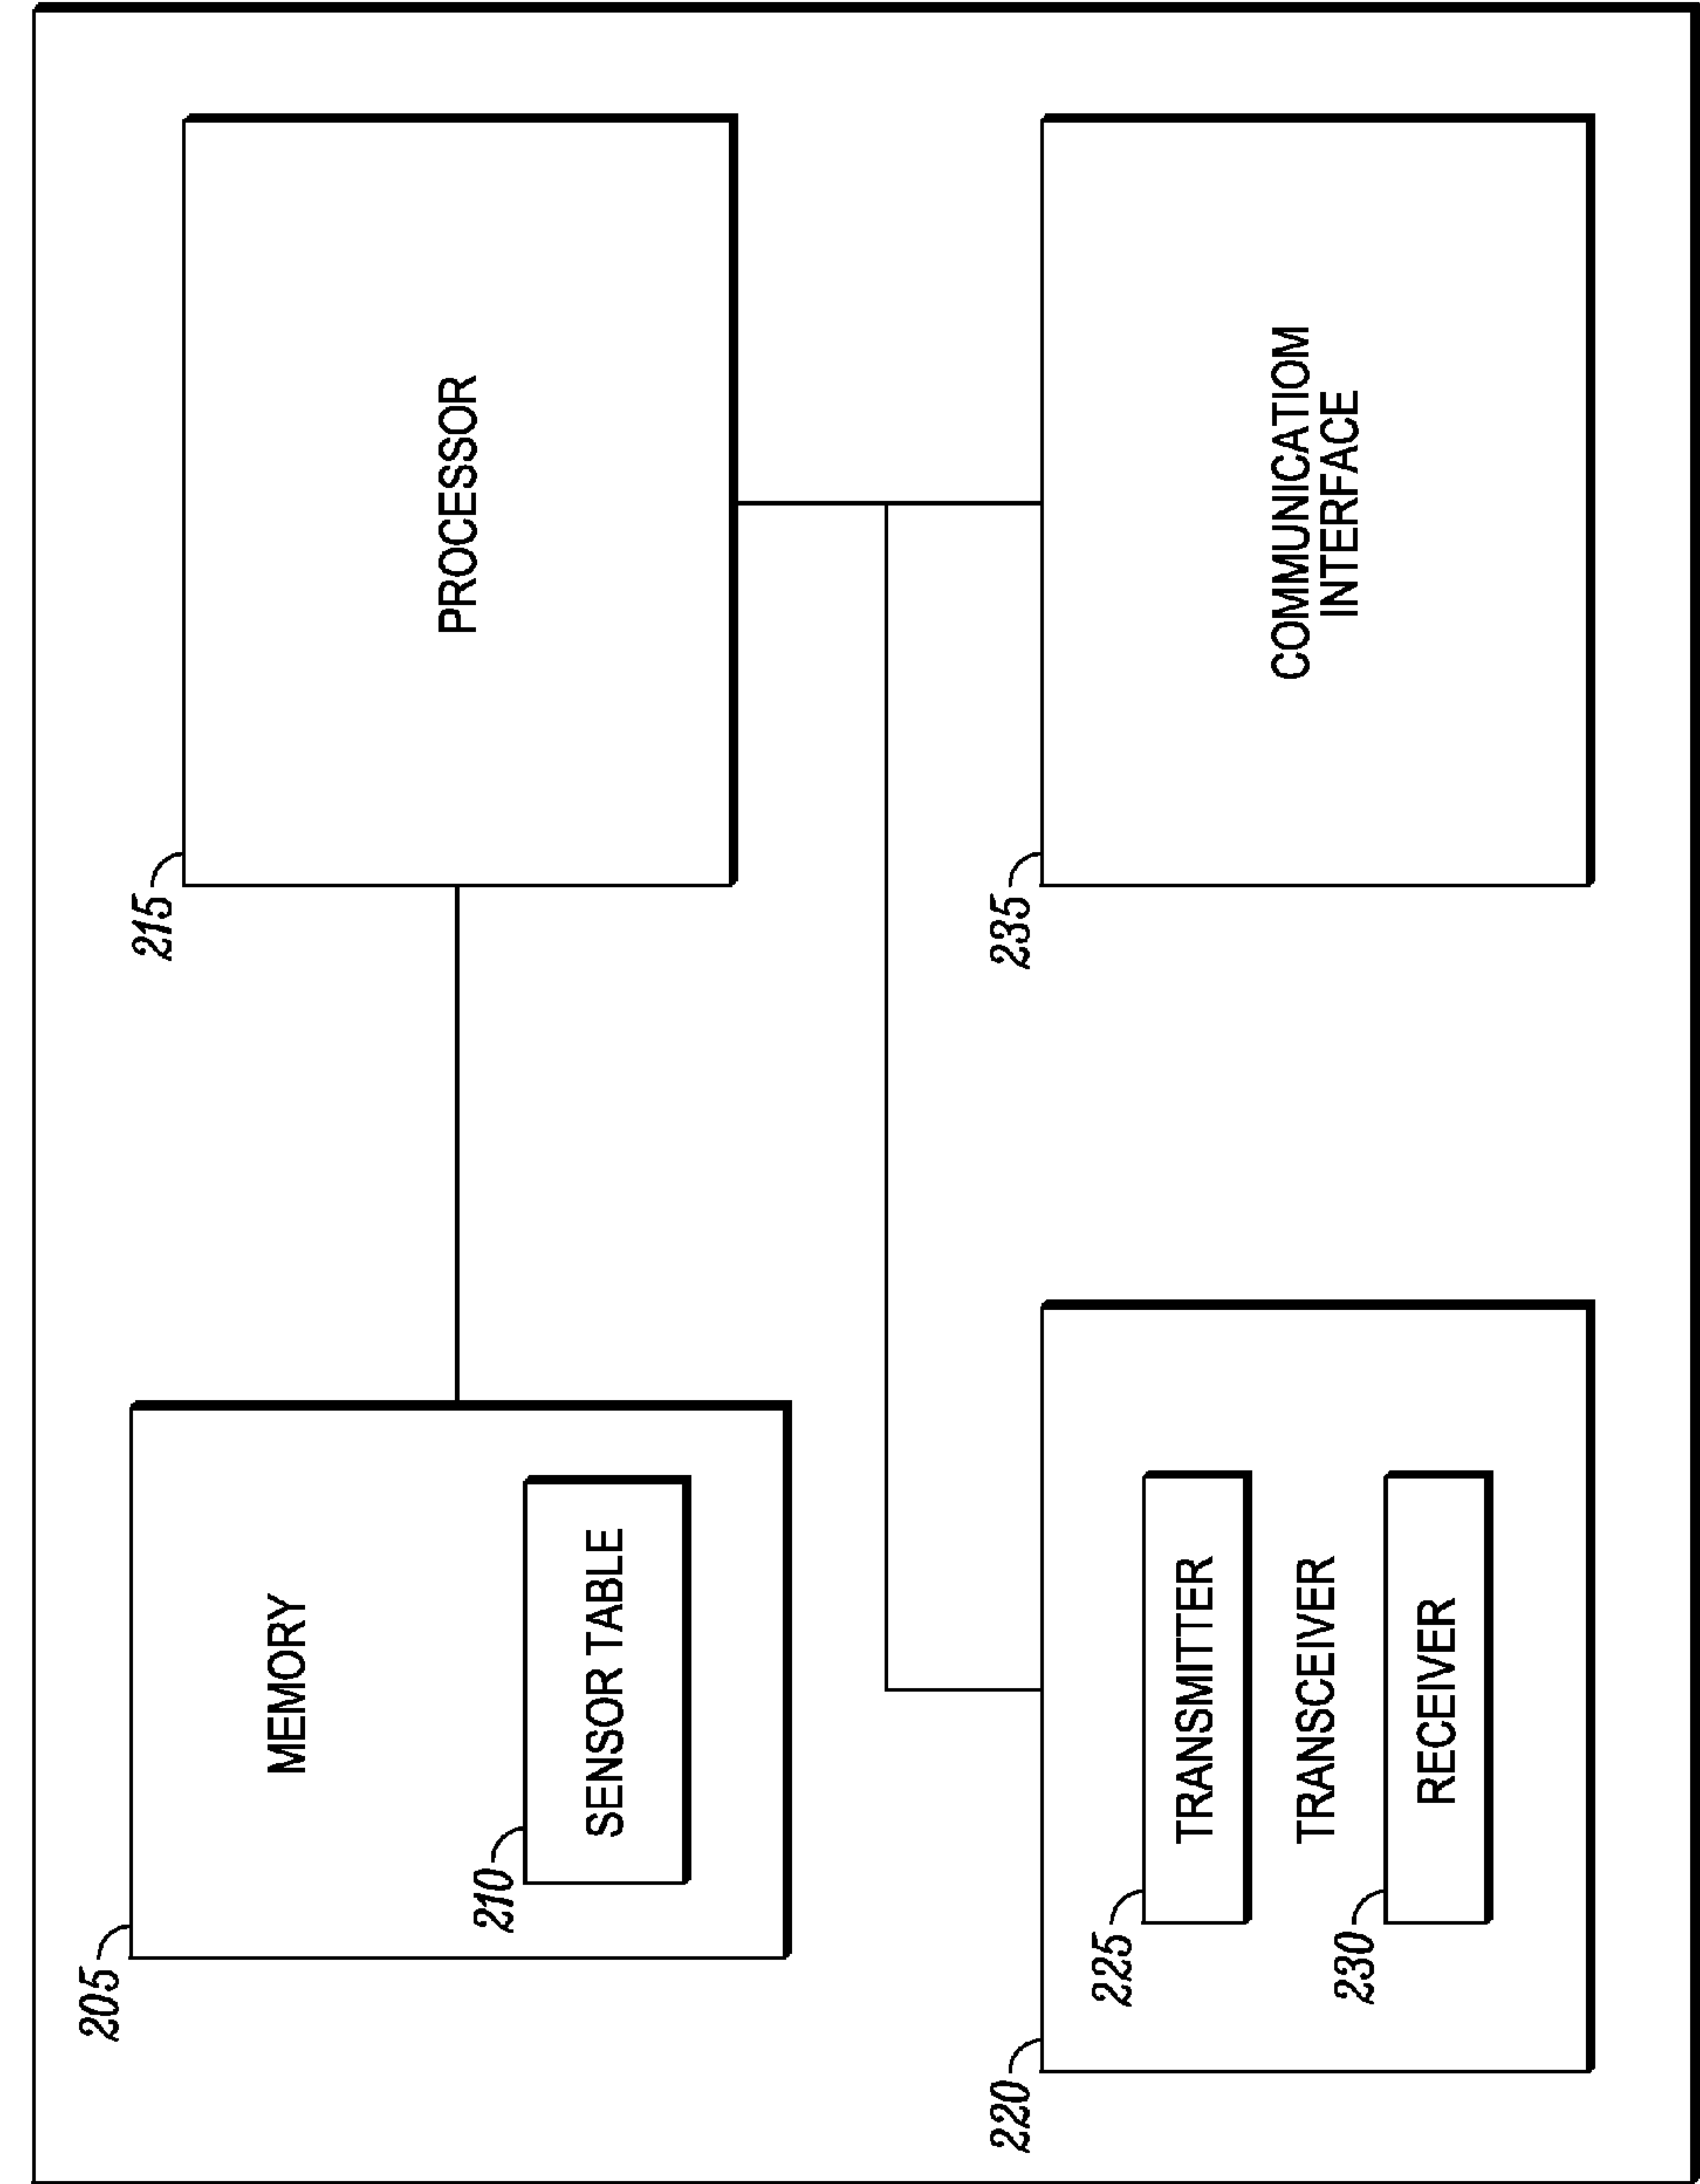 205
MEMORY
210
SENSOR TABLE
215
PROCESSOR
220
225
TRANSMITTER
TRANSCEIVER
230
RECEIVER
235
COMMUNICATIOM
INTERFACE